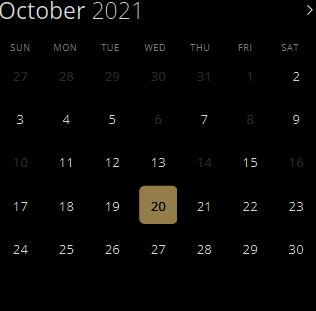 October 2021
SUN MON TUE WED THU FRI SAT
27 28 29 30 31 1 2
3 4 5 6 7 8 9
10 11 12 13 14 15 16
17 18 19 20 21 22 23
24 25 26 27 28 29 30